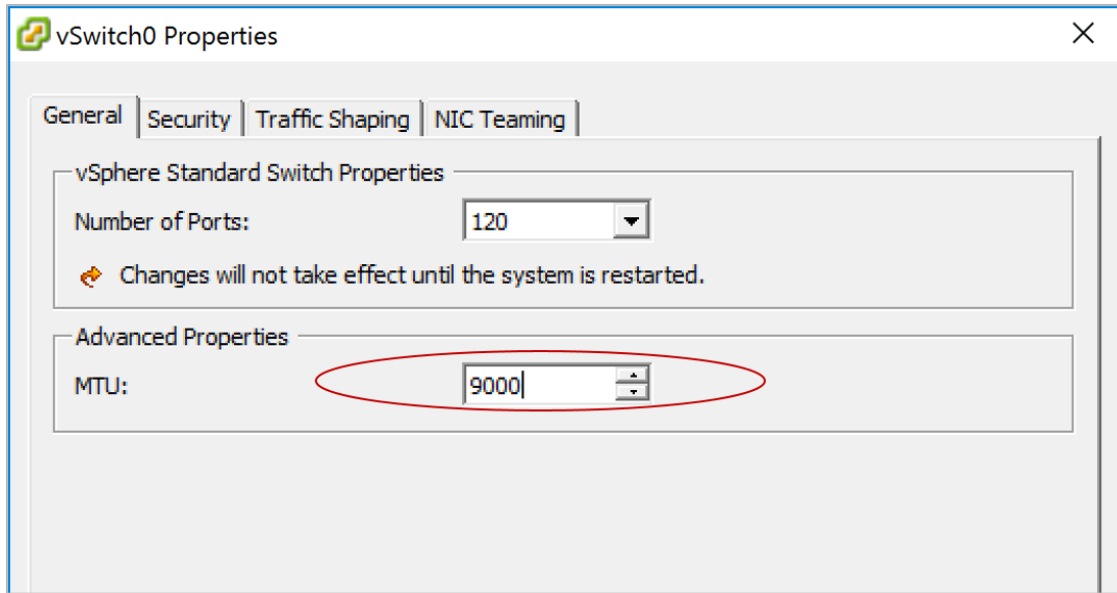 vSwitch0 Properties
General Security Traffic Shaping NIC Teaming
vSphere Standard Switch Properties
Number of Ports: 120
Changes will not take effect until the system is restarted.
Advanced Properties
MTU: 9000